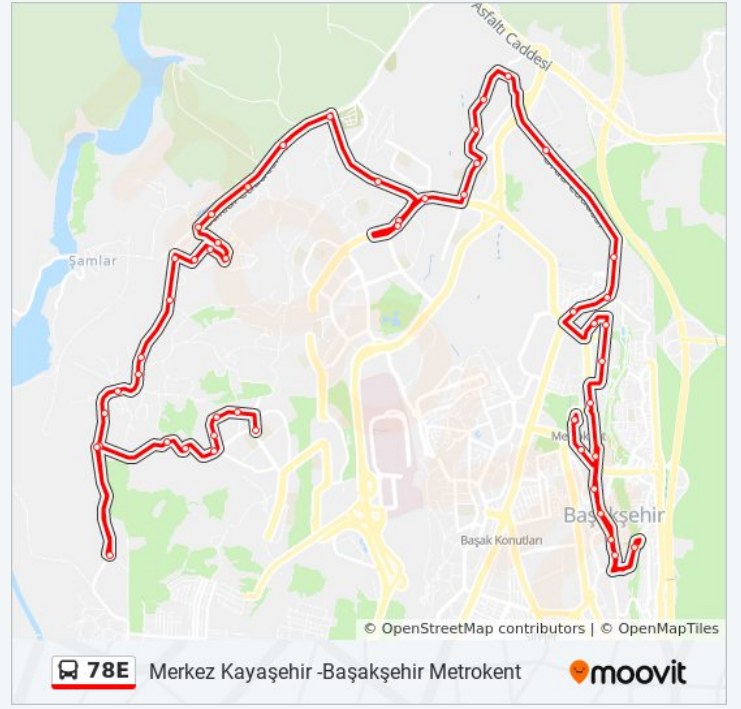 Asfaltı Caddesi
Şamlar
Başakşehir
Başak Konutları
© OpenStreetMap contributors | © OpenMapTiles
78E Merkez Kayaşehir -Başakşehir Metrokent
moovit